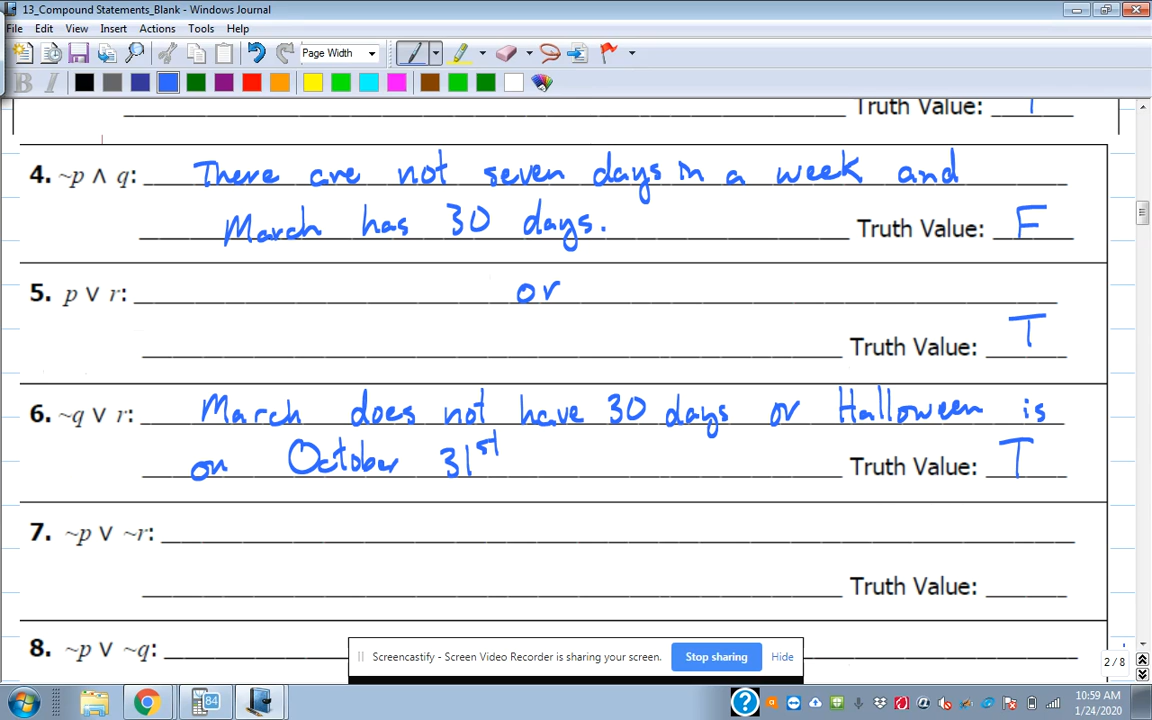 13_Compound Statements_Blank - Windows Journal
File Edit View Insert Actions Tools Help
Page Width
B I
Truth Value: T
4. ~p ∧ q: There are not seven days in a week and
March has 30 days. Truth Value: F
5. p ∨ r: or
Truth Value: T
6. ~q ∨ r: March does not have 30 days or Halloween is
on October 31st Truth Value: T
7. ~p ∨ ~r:
Truth Value:
8. ~p ∨ ~q:
Screencastify - Screen Video Recorder is sharing your screen. Stop sharing Hide
2 / 8
84
10:59 AM
1/24/2020